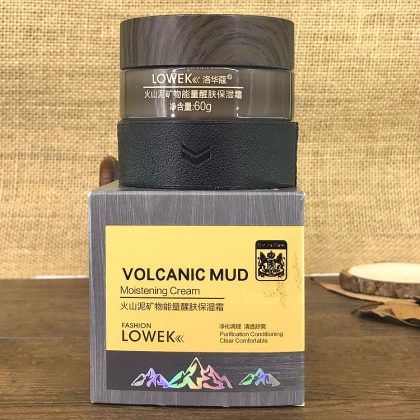 LOWEK 洛华蔻®
火山泥矿物能量醒肤保湿霜
净含量:60g
VOLCANIC MUD
Moistening Cream
火山泥矿物能量醒肤保湿霜
FASHION
LOWEK
净化清理 清透舒爽
Purification Conditioning
Clear Comfortable